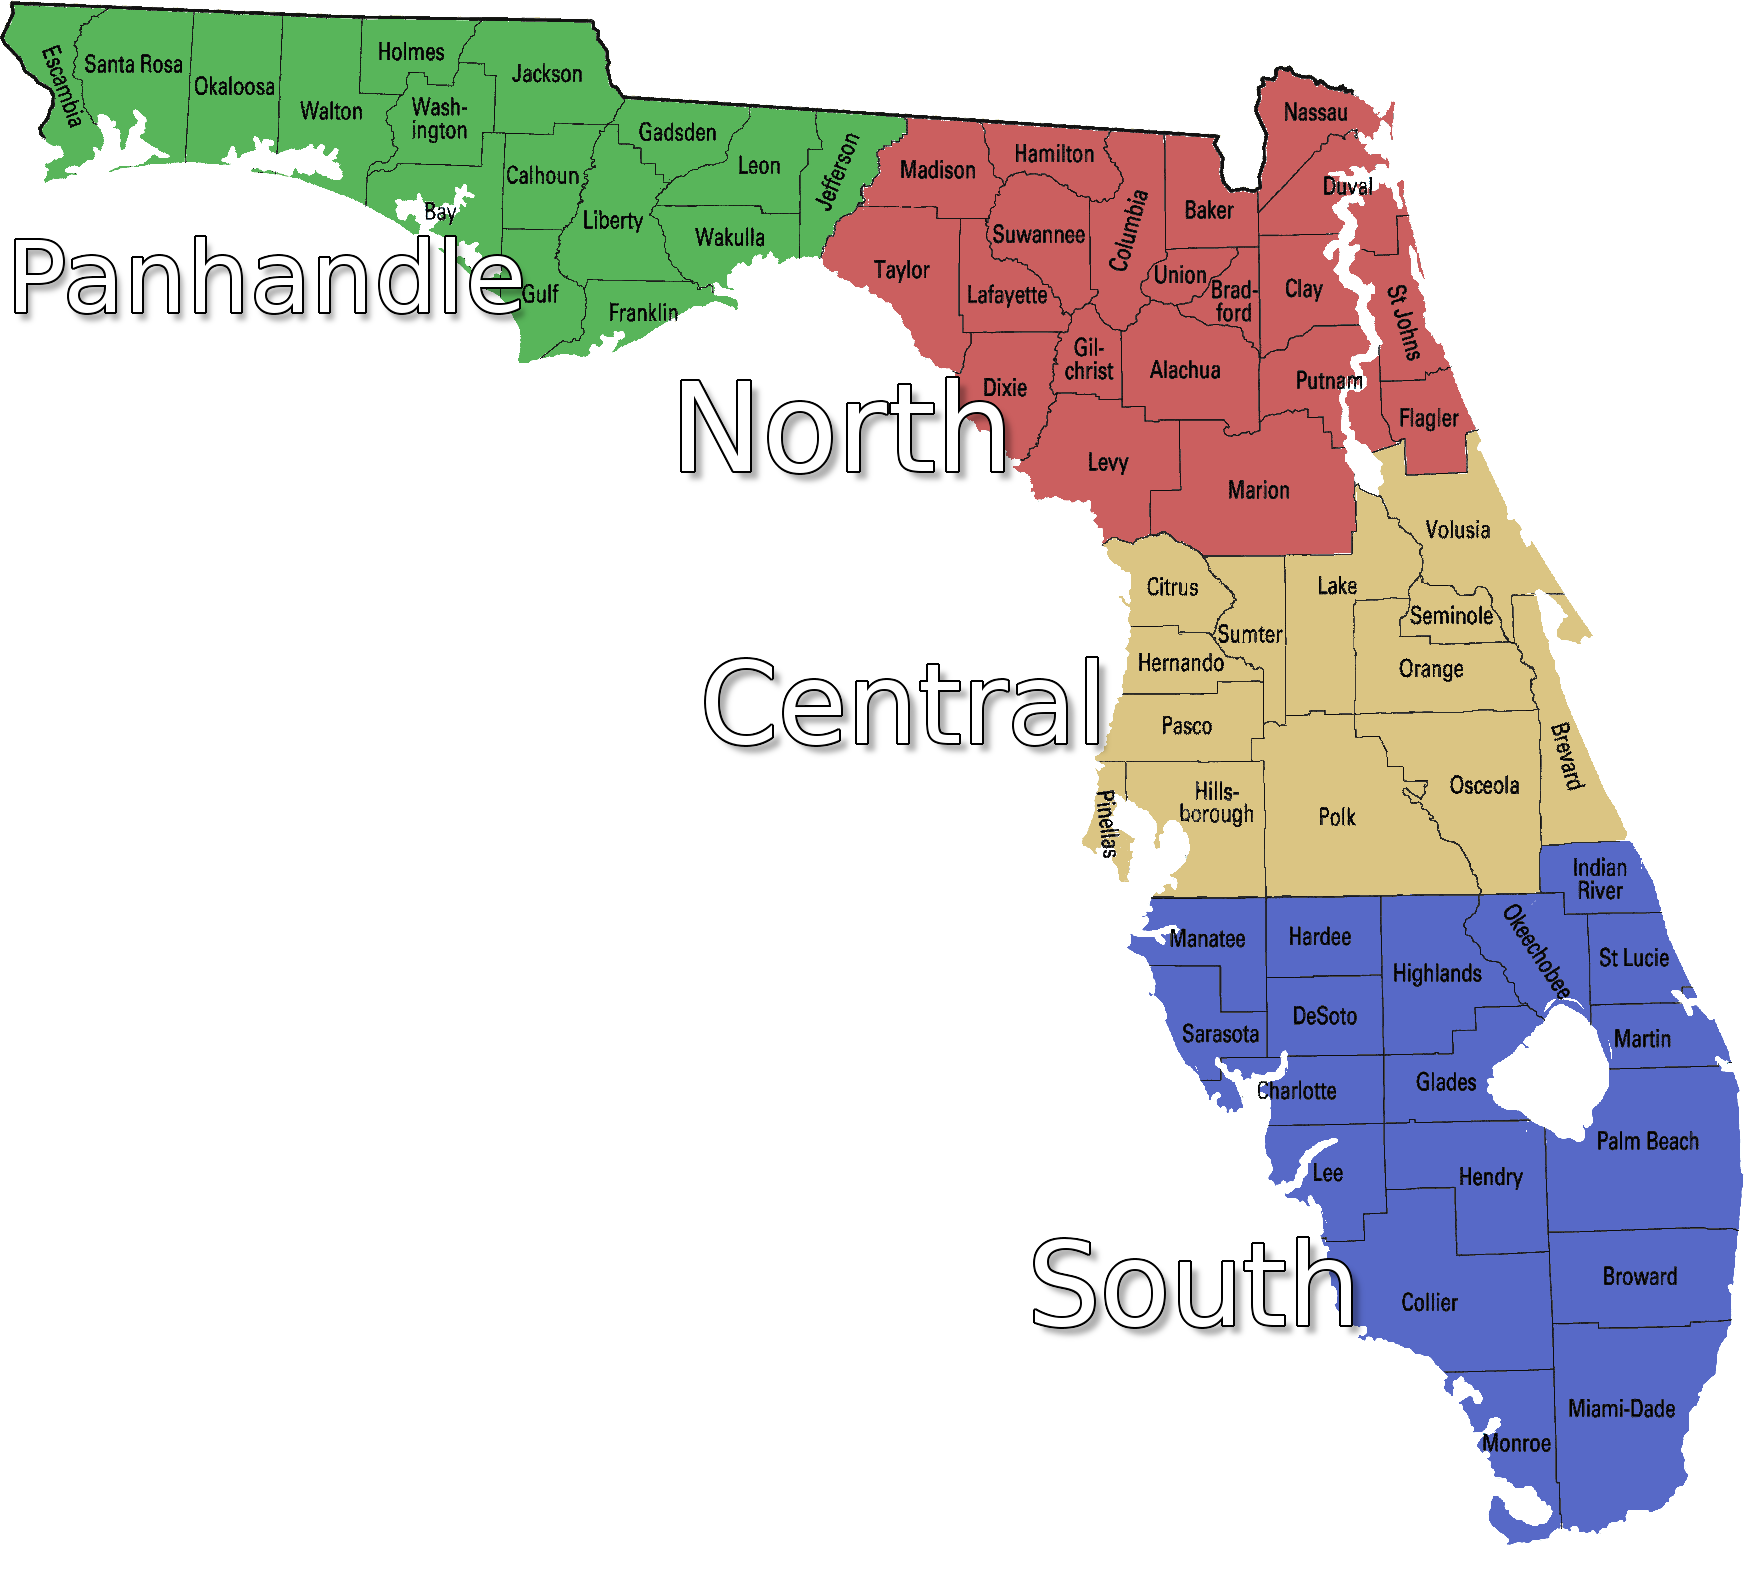 Escambia
Santa Rosa
Okaloosa
Walton
Holmes
Wash-
ington
Jackson
Bay
Calhoun
Gulf
Liberty
Gadsden
Franklin
Leon
Wakulla
Jefferson
Panhandle
Madison
Taylor
Hamilton
Suwannee
Lafayette
Dixie
Columbia
Gil-
christ
Baker
Union
Brad-
ford
Alachua
Levy
Nassau
Duval
Clay
St Johns
Putnam
Flagler
Marion
North
Citrus
Hernando
Pasco
Pinellas
Hills-
borough
Sumter
Lake
Volusia
Seminole
Orange
Polk
Osceola
Brevard
Central
Indian
River
Manatee
Hardee
Highlands
Okeechobee
St Lucie
Sarasota
DeSoto
Martin
Charlotte
Glades
Palm Beach
Lee
Hendry
Collier
Broward
Miami-Dade
Monroe
South